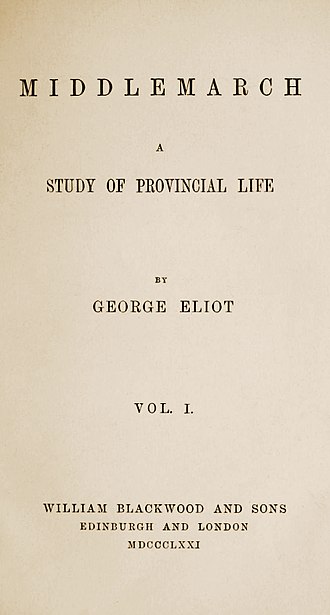 MIDDLEMARCH
A
STUDY OF PROVINCIAL LIFE
BY
GEORGE ELIOT
VOL. I.
WILLIAM BLACKWOOD AND SONS
EDINBURGH AND LONDON
MDCCCLXXI